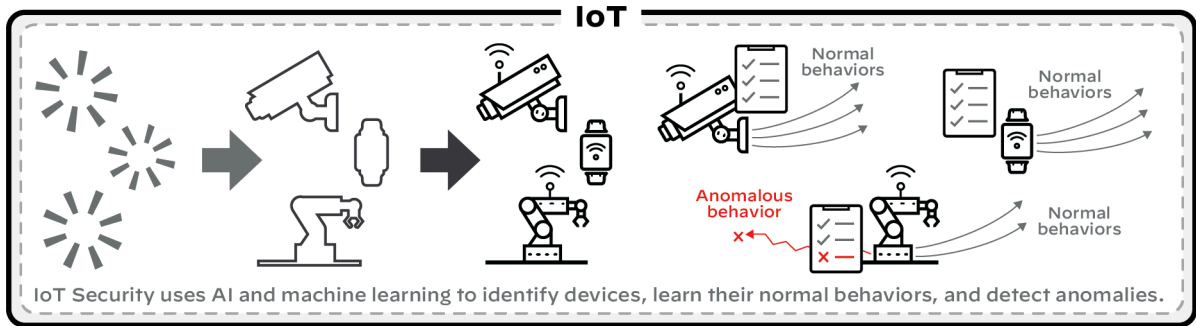 IoT
Normal
behaviors
Normal
behaviors
Anomalous
behavior
Normal
behaviors
IoT Security uses AI and machine learning to identify devices, learn their normal behaviors, and detect anomalies.